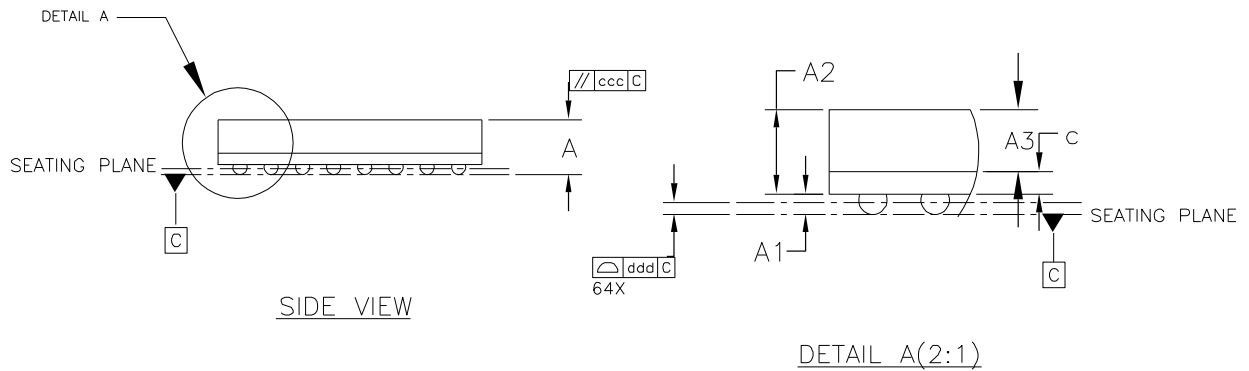 DETAIL A
// ccc C
A
SEATING PLANE
C
SIDE VIEW
A2
A3
c
A1
SEATING PLANE
C
⌓ ddd C
64X
DETAIL A(2:1)